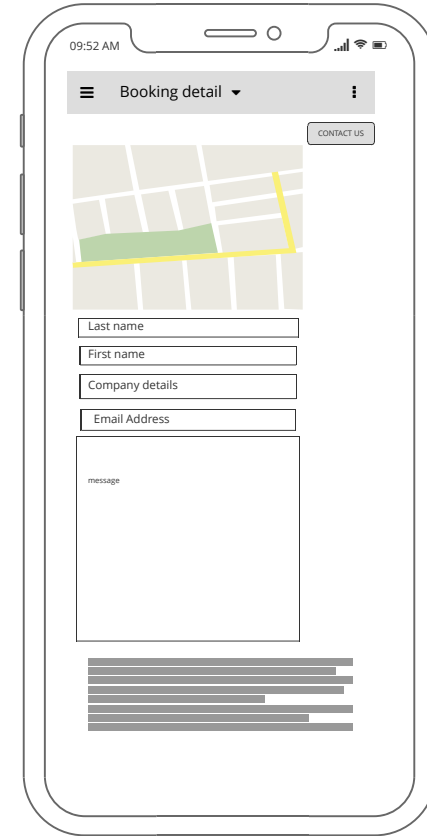 09:52 AM
Booking detail
CONTACT US
Last name
First name
Company details
Email Address
message